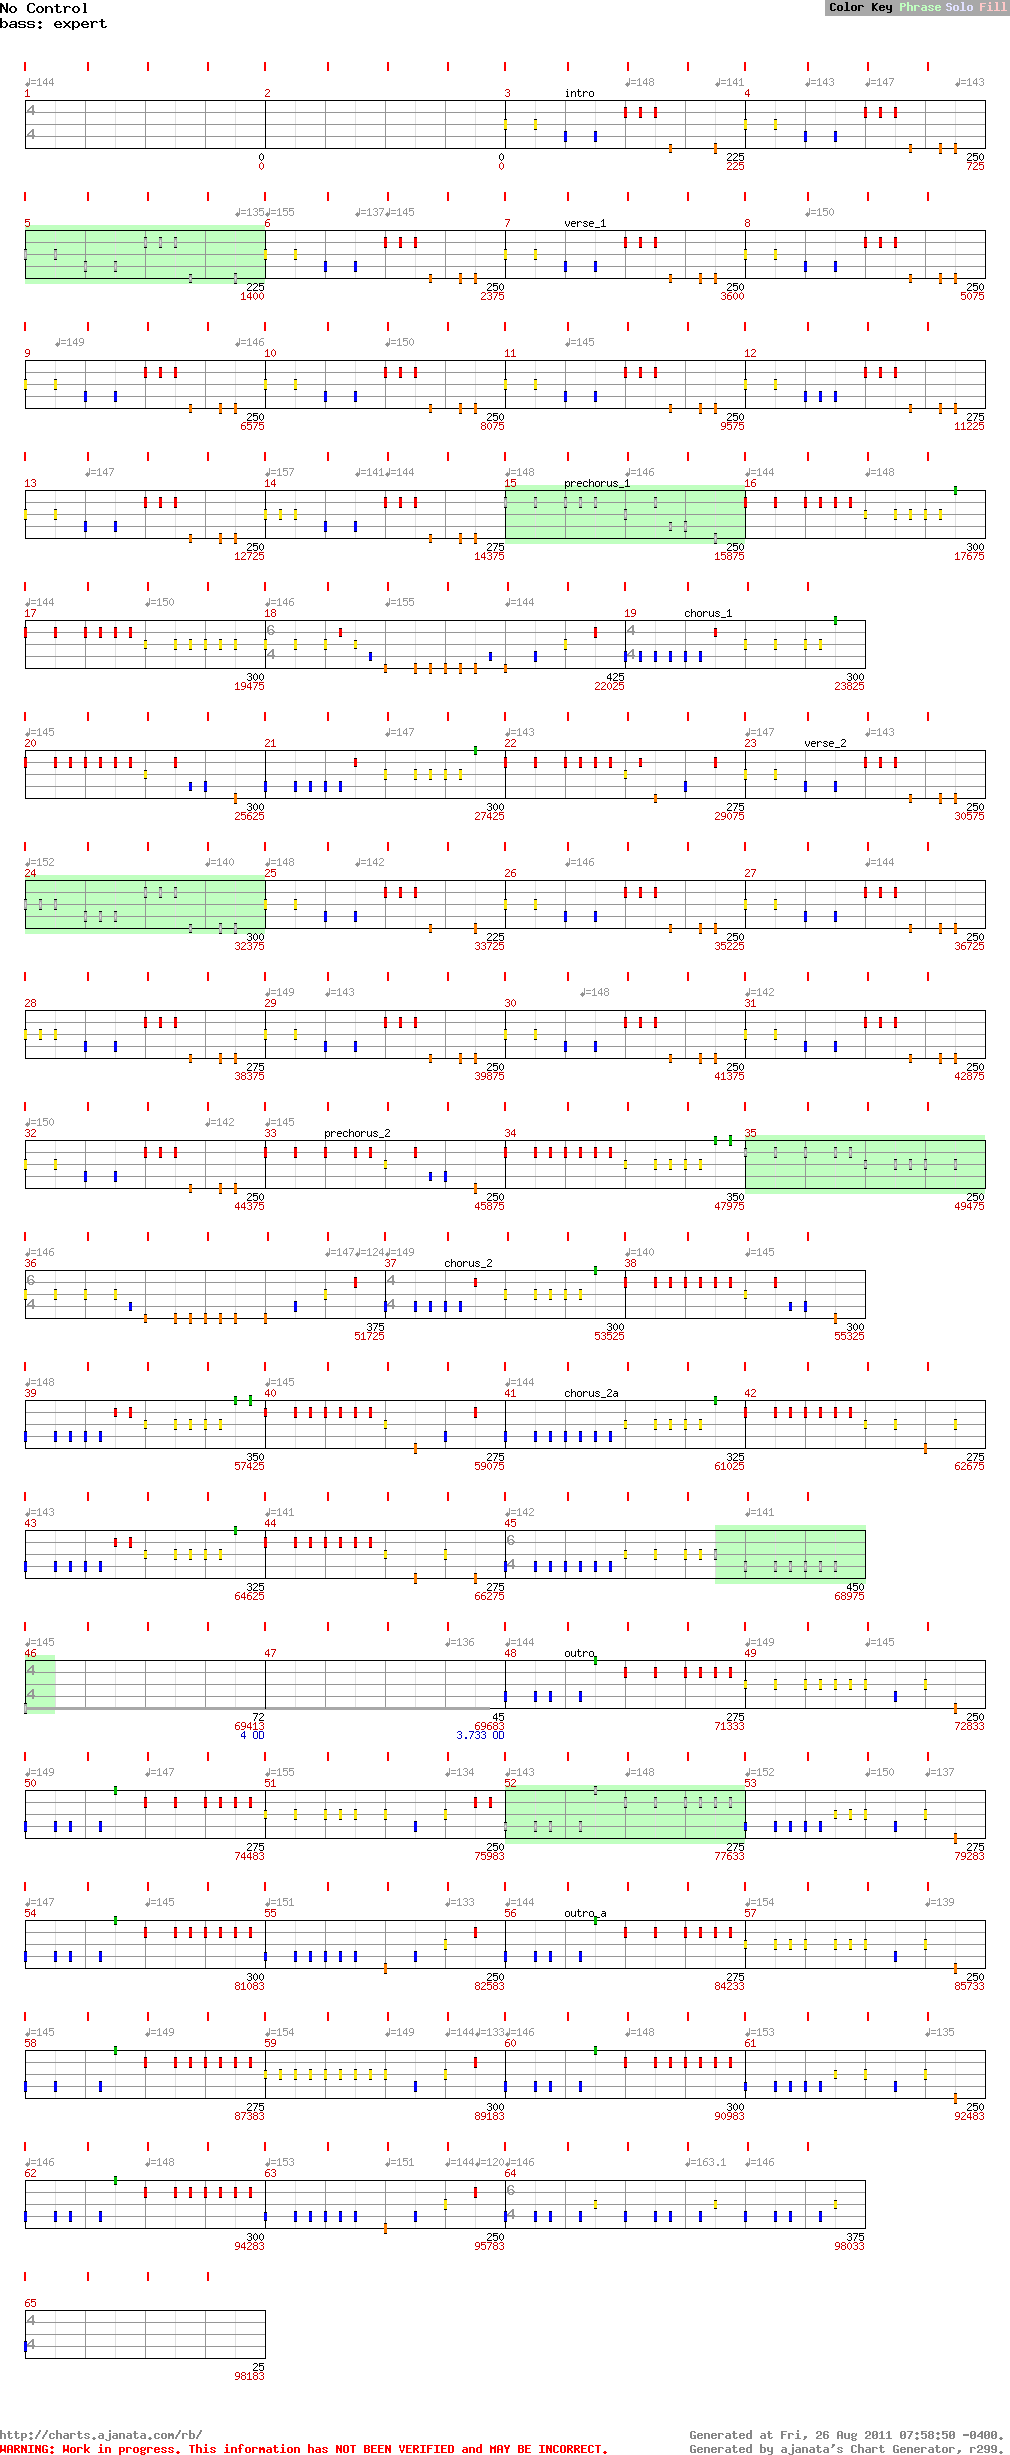 No Control
bass: expert
Color Key Phrase Solo Fill
♩=144 ♩=148 ♩=141 ♩=143 ♩=147 ♩=143
1 2 3 intro 4
4
4
0 0 225 250
0 0 225 725
♩=135 ♩=155 ♩=137 ♩=145 ♩=150
5 6 7 verse_1 8
225 250 250 250
1400 2375 3600 5075
♩=149 ♩=146 ♩=150 ♩=145
9 10 11 12
250 250 250 275
6575 8075 9575 11225
♩=147 ♩=157 ♩=141 ♩=144 ♩=148 ♩=146 ♩=144 ♩=148
13 14 15 prechorus_1 16
250 275 250 300
12725 14375 15875 17675
♩=144 ♩=150 ♩=146 ♩=155 ♩=144
17 18 19 chorus_1
6 4
4 4
300 425 300
19475 22025 23825
♩=145 ♩=147 ♩=143 ♩=147 ♩=143
20 21 22 23 verse_2
300 300 275 250
25625 27425 29075 30575
♩=152 ♩=140 ♩=148 ♩=142 ♩=146 ♩=144
24 25 26 27
300 225 250 250
32375 33725 35225 36725
♩=149 ♩=143 ♩=148 ♩=142
28 29 30 31
275 250 250 250
38375 39875 41375 42875
♩=150 ♩=142 ♩=145
32 33 prechorus_2 34 35
250 250 350 250
44375 45875 47975 49475
♩=146 ♩=147 ♩=124 ♩=149 ♩=140 ♩=145
36 37 chorus_2 38
6 4
4 4
375 300 300
51725 53525 55325
♩=148 ♩=145 ♩=144
39 40 41 chorus_2a 42
350 275 325 275
57425 59075 61025 62675
♩=143 ♩=141 ♩=142 ♩=141
43 44 45
6
4
325 275 450
64625 66275 68975
♩=145 ♩=136 ♩=144 ♩=149 ♩=145
46 47 48 outro 49
4
4
72 45 275 250
69413 69683 71333 72833
4 OD 3.733 OD
♩=149 ♩=147 ♩=155 ♩=134 ♩=143 ♩=148 ♩=152 ♩=150 ♩=137
50 51 52 53
275 250 275 275
74483 75983 77633 79283
♩=147 ♩=145 ♩=151 ♩=133 ♩=144 ♩=154 ♩=139
54 55 56 outro_a 57
300 250 275 250
81083 82583 84233 85733
♩=145 ♩=149 ♩=154 ♩=149 ♩=144 ♩=133 ♩=146 ♩=148 ♩=153 ♩=135
58 59 60 61
275 300 300 250
87383 89183 90983 92483
♩=146 ♩=148 ♩=153 ♩=151 ♩=144 ♩=120 ♩=146 ♩=163.1 ♩=146
62 63 64
6
4
300 250 375
94283 95783 98033
65
4
4
25
98183
http://charts.ajanata.com/rb/ Generated at Fri, 26 Aug 2011 07:58:50 -0400.
WARNING: Work in progress. This information has NOT BEEN VERIFIED and MAY BE INCORRECT. Generated by ajanata's Chart Generator, r299.